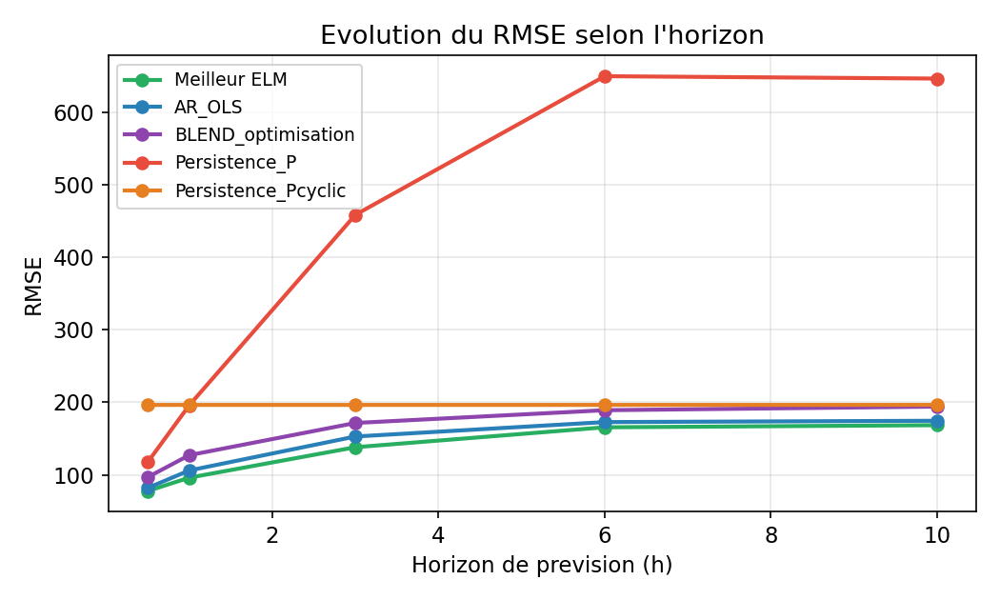 Evolution du RMSE selon l'horizon
Meilleur ELM
AR_OLS
BLEND_optimisation
Persistence_P
Persistence_Pcyclic
RMSE
600
500
400
300
200
100
2 4 6 8 10
Horizon de prevision (h)